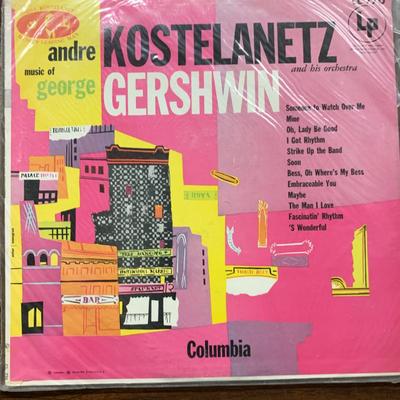 andre KOSTELANETZ
and his orchestra
music of george GERSHWIN
Lp
Someone to Watch Over Me
Mine
Oh, Lady Be Good
I Got Rhythm
Strike Up the Band
Soon
Bess, Oh Where's My Bess
Embraceable You
Maybe
The Man I Love
Fascinatin' Rhythm
'S Wonderful
BAR
Columbia